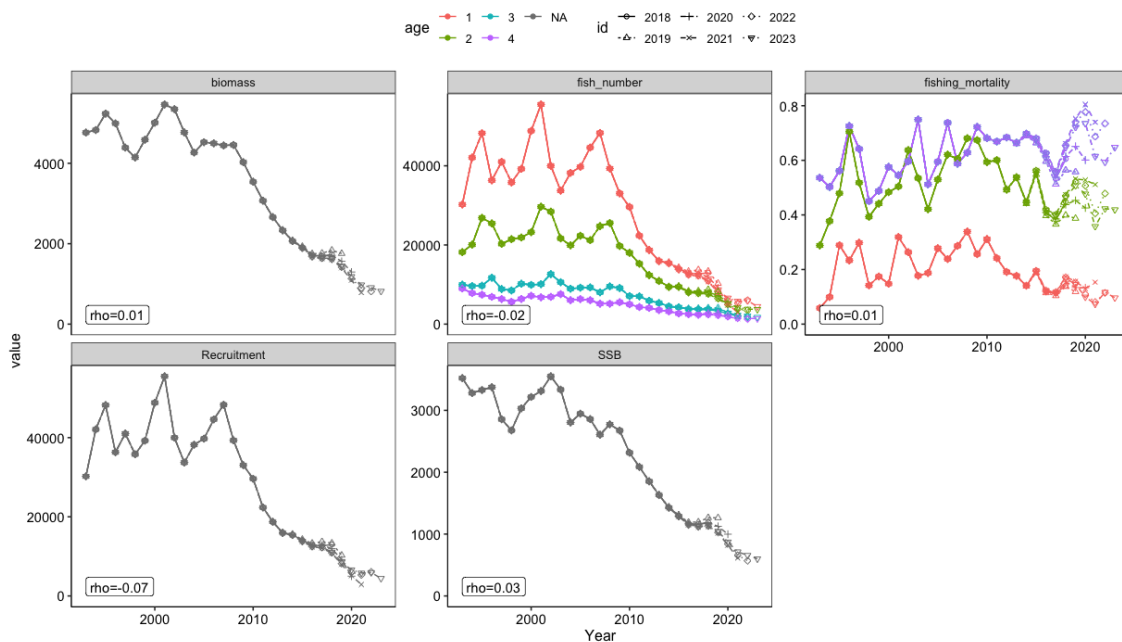 age 1 3 NA id 2018 2020 2022
2 4 2019 2021 2023
biomass fish_number fishing_mortality
4000
2000
0
rho=0.01
40000
20000
0
rho=-0.02
0.8
0.6
0.4
0.2
0.0
rho=0.01
2000 2010 2020
value
Recruitment SSB
40000
20000
0
rho=-0.07
3000
2000
1000
0
rho=0.03
2000 2010 2020 2000 2010 2020
Year